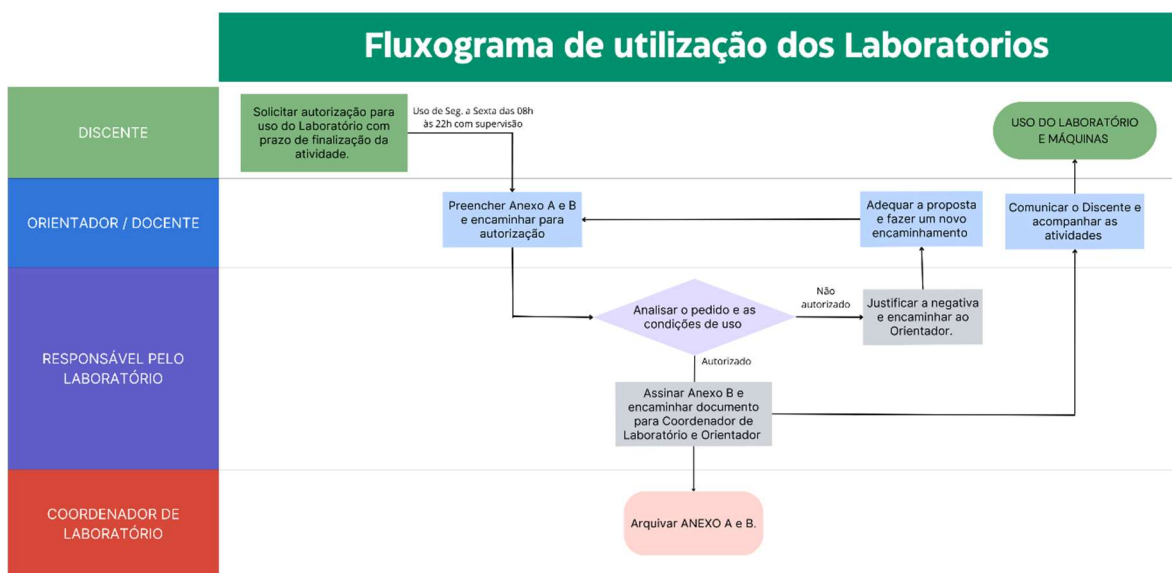 Fluxograma de utilização dos Laboratorios
DISCENTE
Solicitar autorização para
uso do Laboratório com
prazo de finalização da
atividade.
Uso de Seg. a Sexta das 08h
às 22h com supervisão
USO DO LABORATÓRIO
E MÁQUINAS
ORIENTADOR / DOCENTE
Preencher Anexo A e B
e encaminhar para
autorização
Adequar a proposta
e fazer um novo
encaminhamento
Comunicar o Discente e
acompanhar as
atividades
RESPONSÁVEL PELO
LABORATÓRIO
Analisar o pedido e as
condições de uso
Não
autorizado
Justificar a negativa
e encaminhar ao
Orientador.
Autorizado
Assinar Anexo B e
encaminhar documento
para Coordenador de
Laboratório e Orientador
COORDENADOR DE
LABORATÓRIO
Arquivar ANEXO A e B.